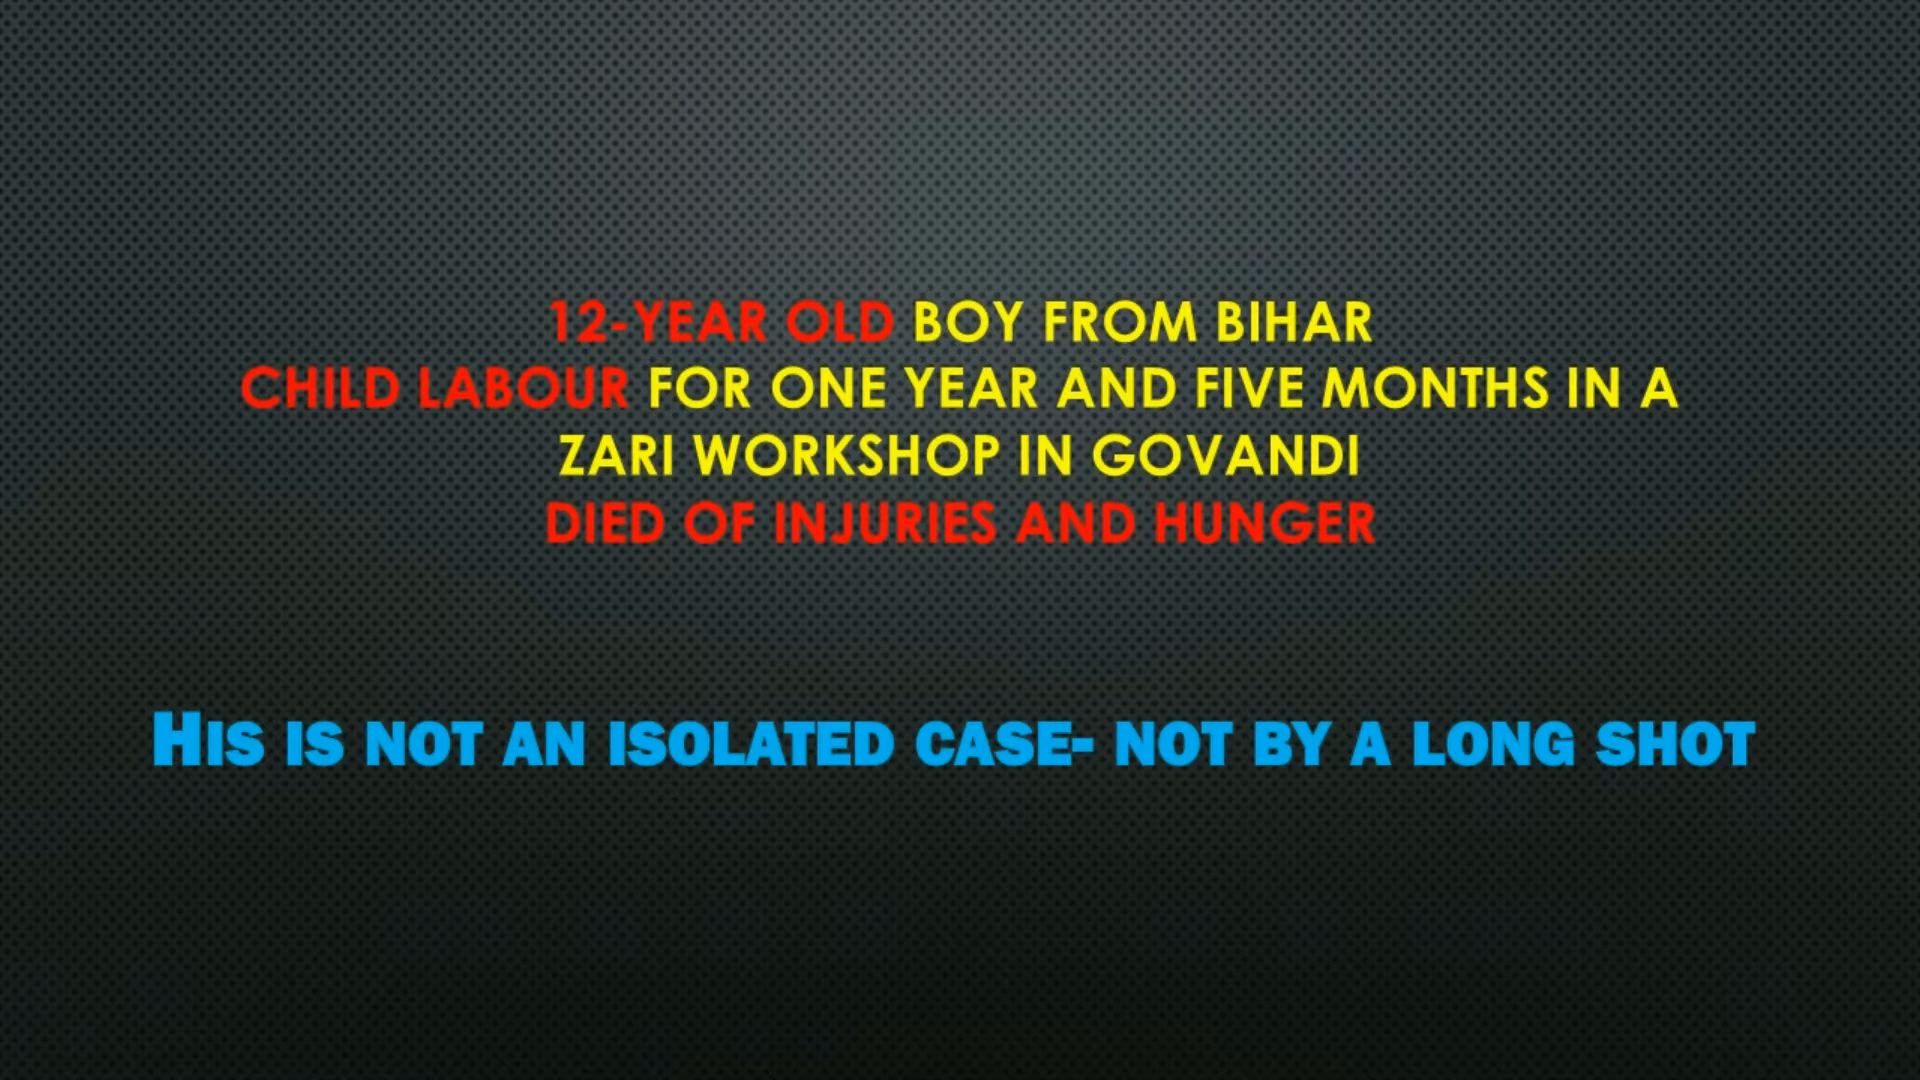 12-YEAR OLD BOY FROM BIHAR
CHILD LABOUR FOR ONE YEAR AND FIVE MONTHS IN A
ZARI WORKSHOP IN GOVANDI
DIED OF INJURIES AND HUNGER
HIS IS NOT AN ISOLATED CASE- NOT BY A LONG SHOT